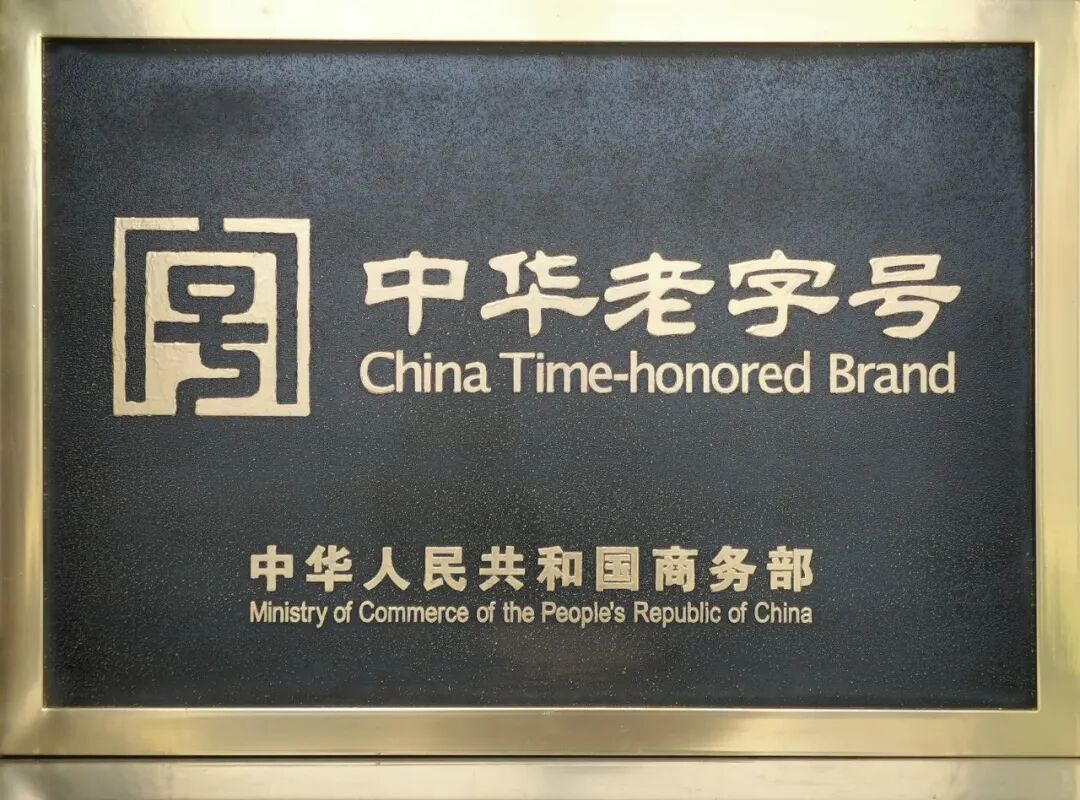 中华老字号
China Time-honored Brand
中华人民共和国商务部
Ministry of Commerce of the People's Republic of China